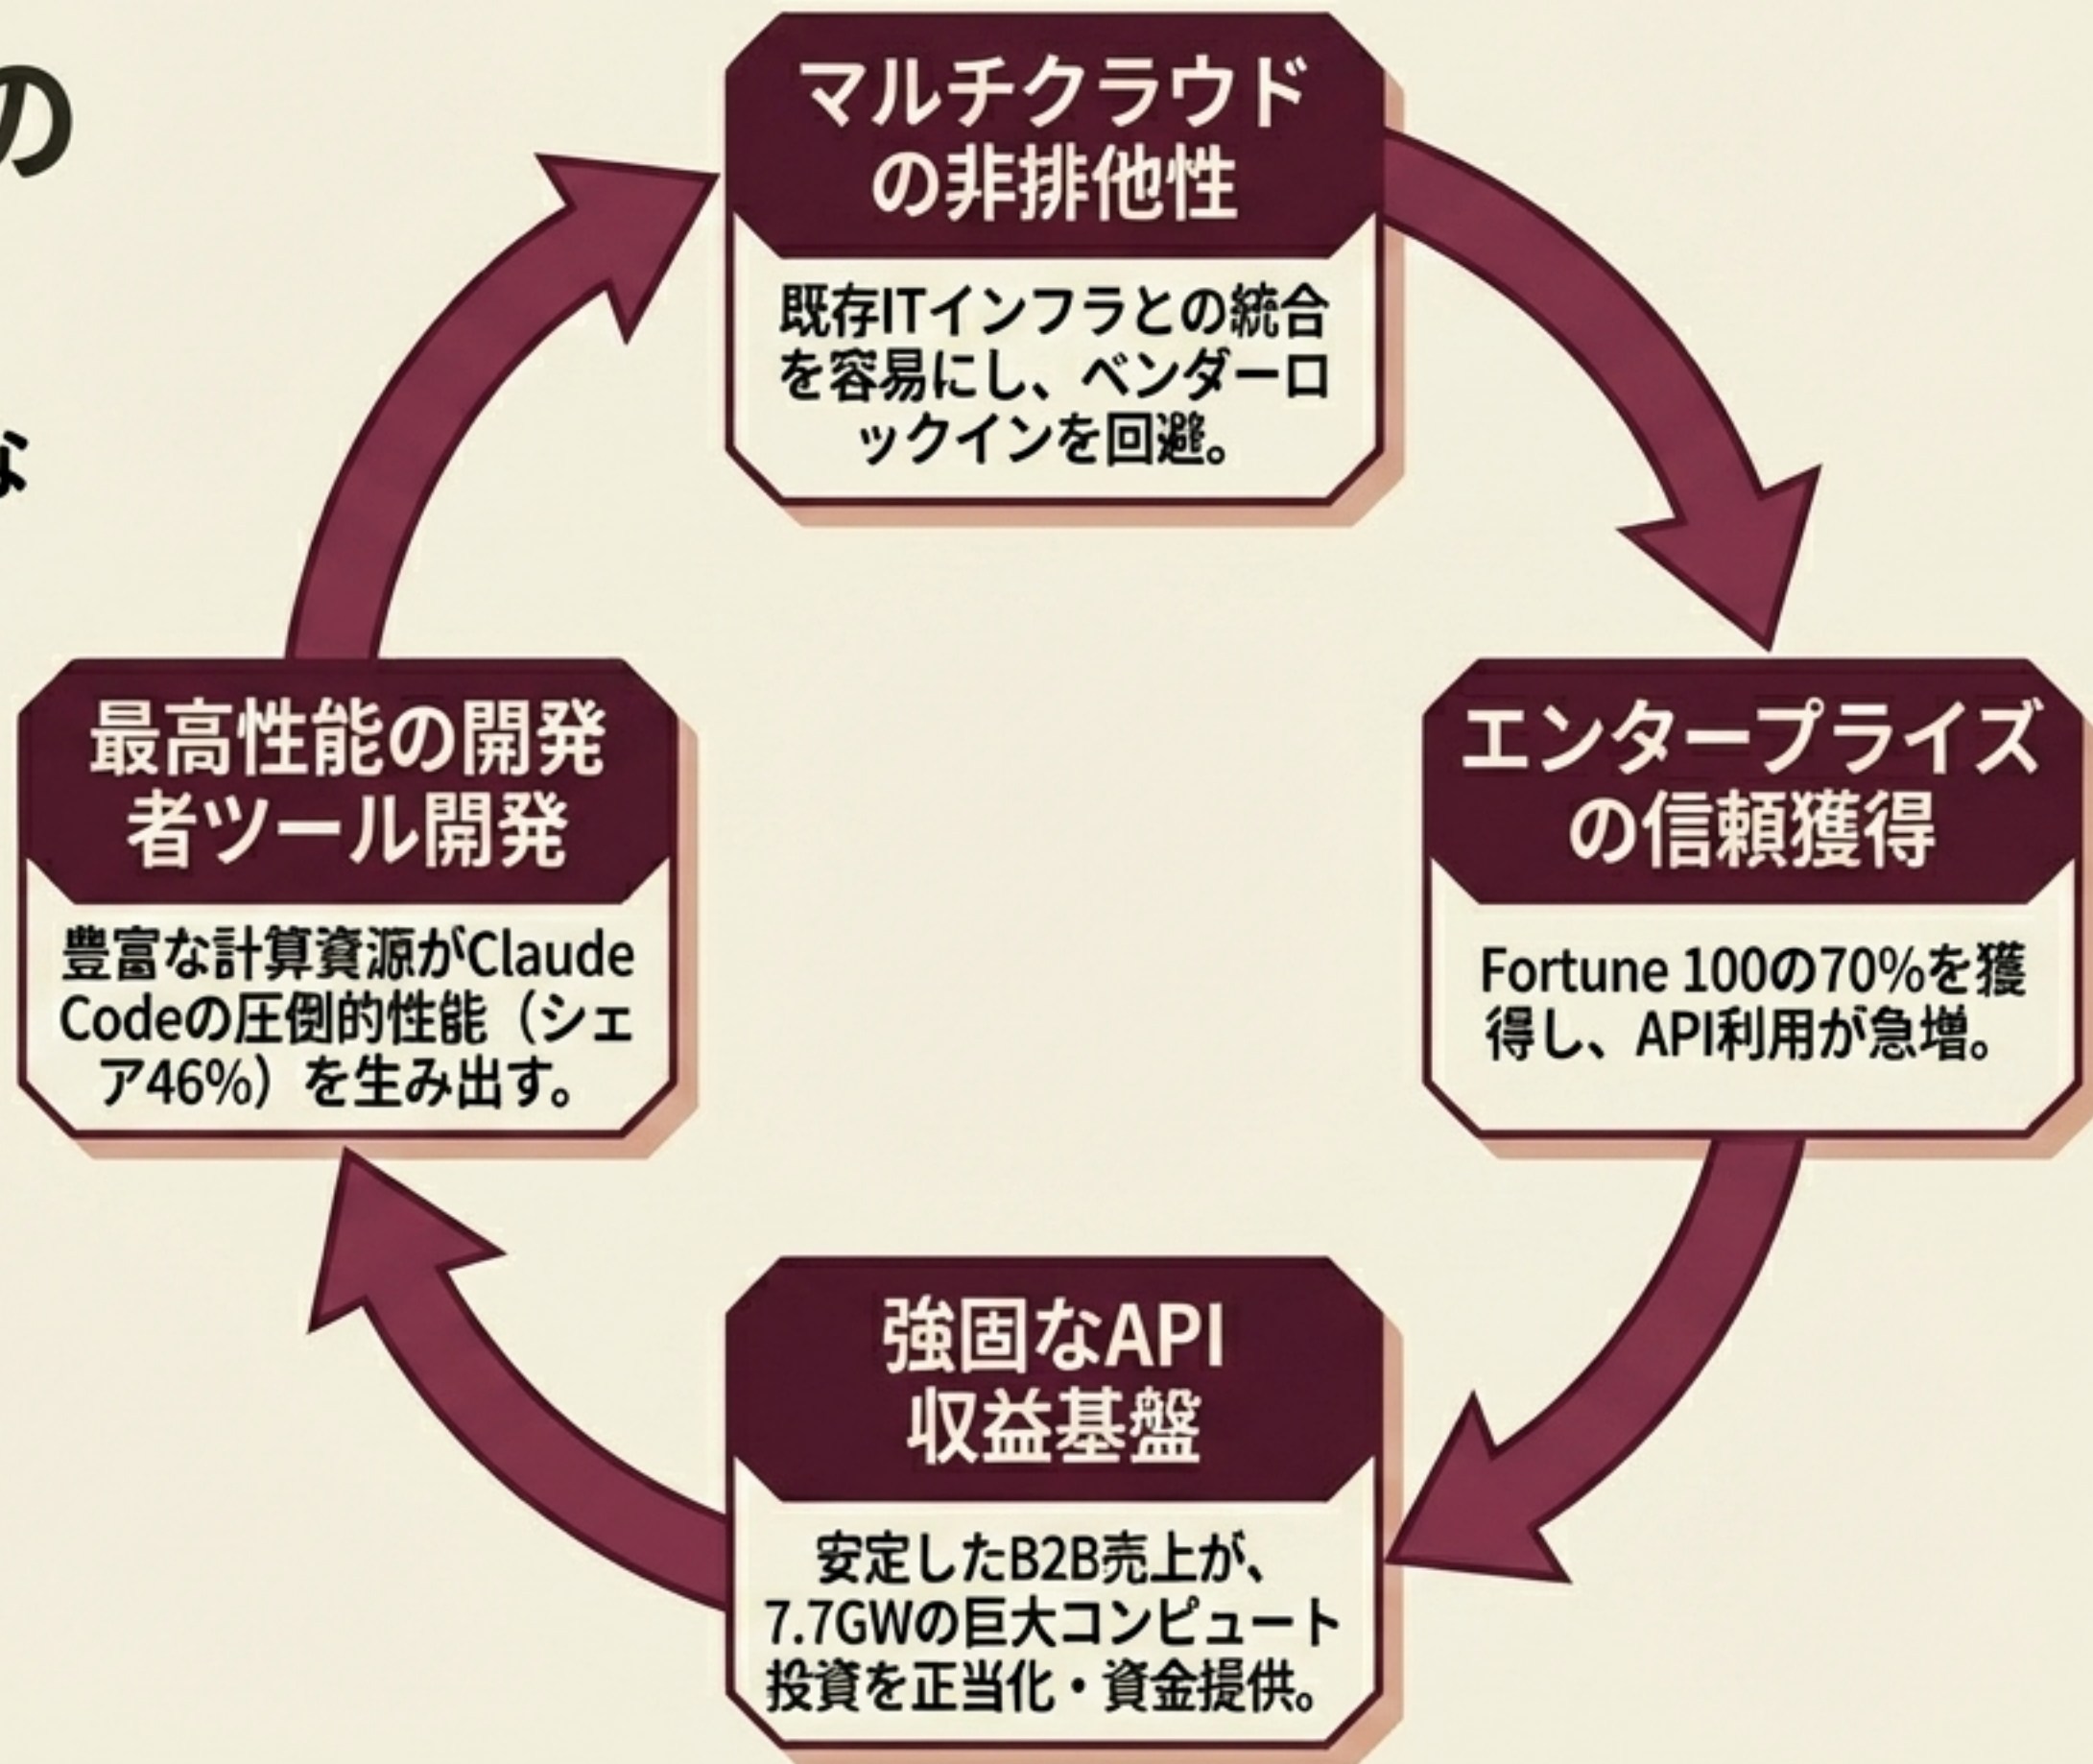 の
な
マルチクラウド
の非排他性
既存ITインフラとの統合
を容易にし、ベンダーロ
ックインを回避。
エンタープライズ
の信頼獲得
Fortune 100の70%を獲
得し、API利用が急増。
強固なAPI
収益基盤
安定したB2B売上が、
7.7GWの巨大コンピュート
投資を正当化・資金提供。
最高性能の開発
者ツール開発
豊富な計算資源がClaude
Codeの圧倒的性能（シェ
ア46%）を生み出す。